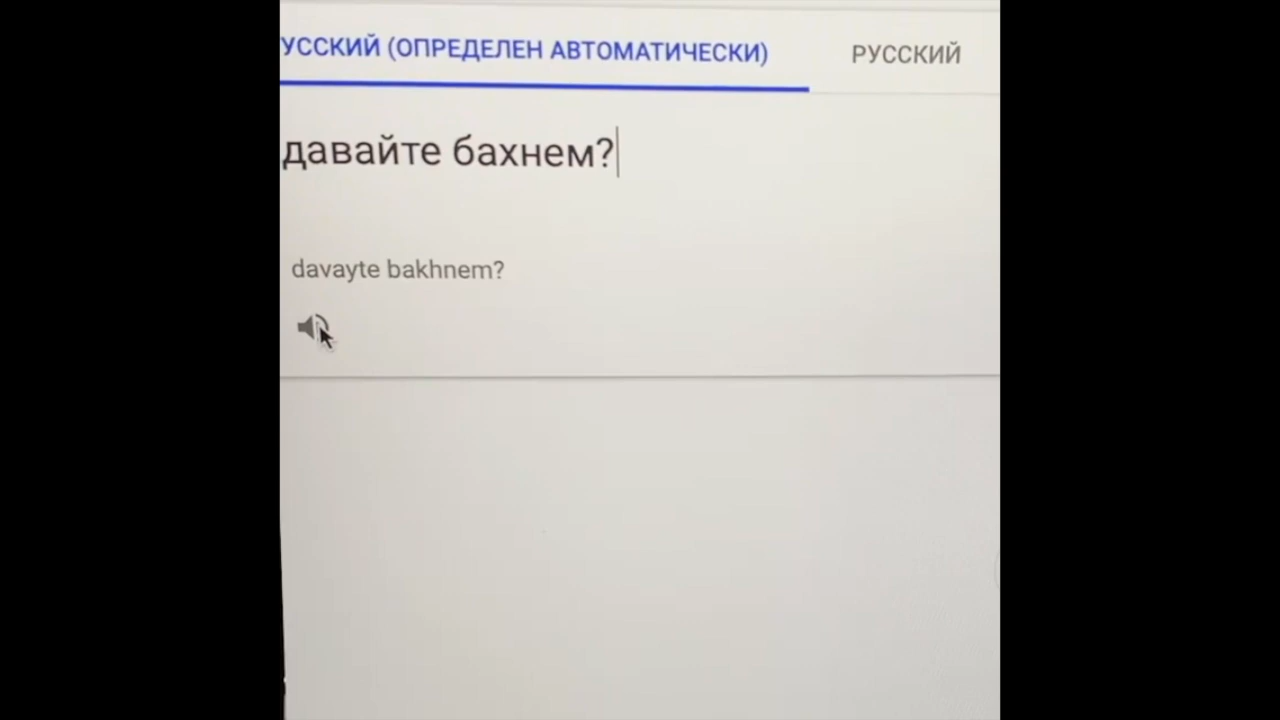 УССКИЙ (ОПРЕДЕЛЕН АВТОМАТИЧЕСКИ) РУССКИЙ
давайте бахнем?
davayte bakhnem?